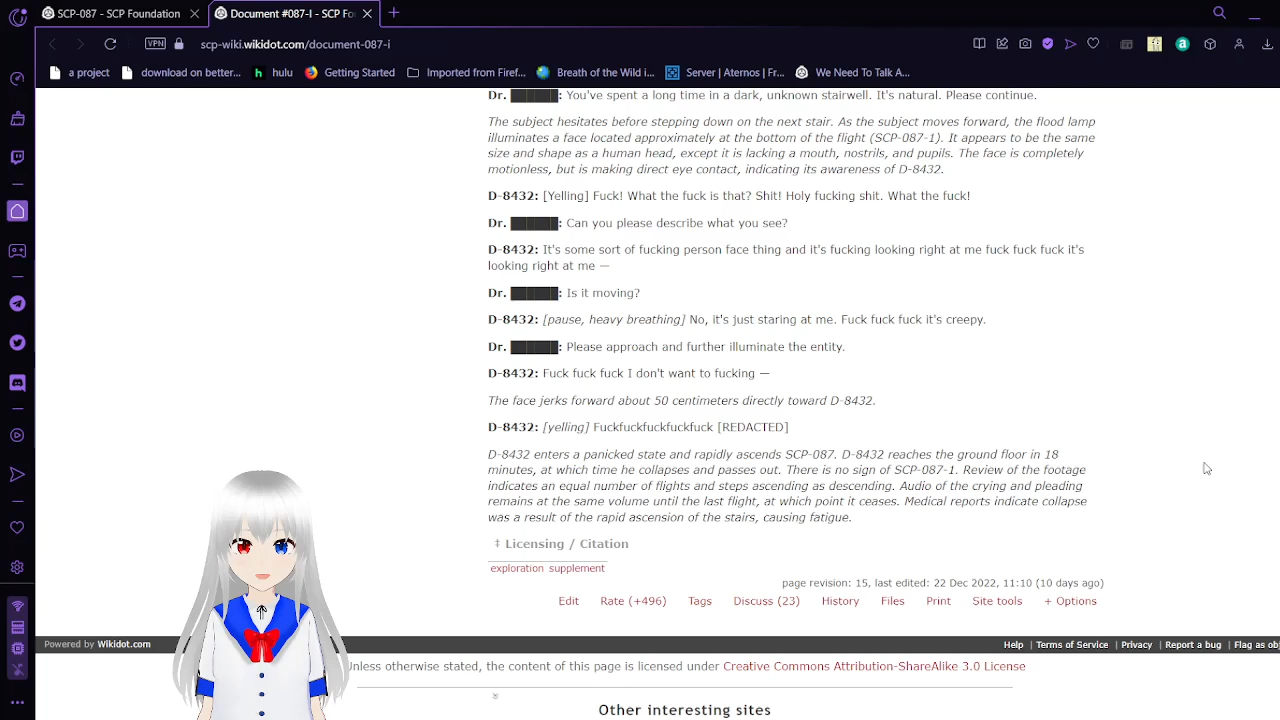 SCP-087 - SCP Foundation
Document #087-I - SCP Fo
VPN
scp-wiki.wikidot.com/document-087-i
a project
download on better...
hulu
Getting Started
Imported from Firef...
Breath of the Wild i...
Server | Aternos | Fr...
We Need To Talk A...
Dr. ██████: You've spent a long time in a dark, unknown stairwell. It's natural. Please continue.
The subject hesitates before stepping down on the next stair. As the subject moves forward, the flood lamp
illuminates a face located approximately at the bottom of the flight (SCP-087-1). It appears to be the same
size and shape as a human head, except it is lacking a mouth, nostrils, and pupils. The face is completely
motionless, but is making direct eye contact, indicating its awareness of D-8432.
D-8432: [Yelling] Fuck! What the fuck is that? Shit! Holy fucking shit. What the fuck!
Dr. ██████: Can you please describe what you see?
D-8432: It's some sort of fucking person face thing and it's fucking looking right at me fuck fuck fuck it's
looking right at me —
Dr. ██████: Is it moving?
D-8432: [pause, heavy breathing] No, it's just staring at me. Fuck fuck fuck it's creepy.
Dr. ██████: Please approach and further illuminate the entity.
D-8432: Fuck fuck fuck I don't want to fucking —
The face jerks forward about 50 centimeters directly toward D-8432.
D-8432: [yelling] Fuckfuckfuckfuckfuck [REDACTED]
D-8432 enters a panicked state and rapidly ascends SCP-087. D-8432 reaches the ground floor in 18
minutes, at which time he collapses and passes out. There is no sign of SCP-087-1. Review of the footage
indicates an equal number of flights and steps ascending as descending. Audio of the crying and pleading
remains at the same volume until the last flight, at which point it ceases. Medical reports indicate collapse
was a result of the rapid ascension of the stairs, causing fatigue.
‡ Licensing / Citation
exploration supplement
page revision: 15, last edited: 22 Dec 2022, 11:10 (10 days ago)
Edit Rate (+496) Tags Discuss (23) History Files Print Site tools + Options
Powered by Wikidot.com
Help | Terms of Service | Privacy | Report a bug | Flag as obj
Unless otherwise stated, the content of this page is licensed under Creative Commons Attribution-ShareAlike 3.0 License
Other interesting sites